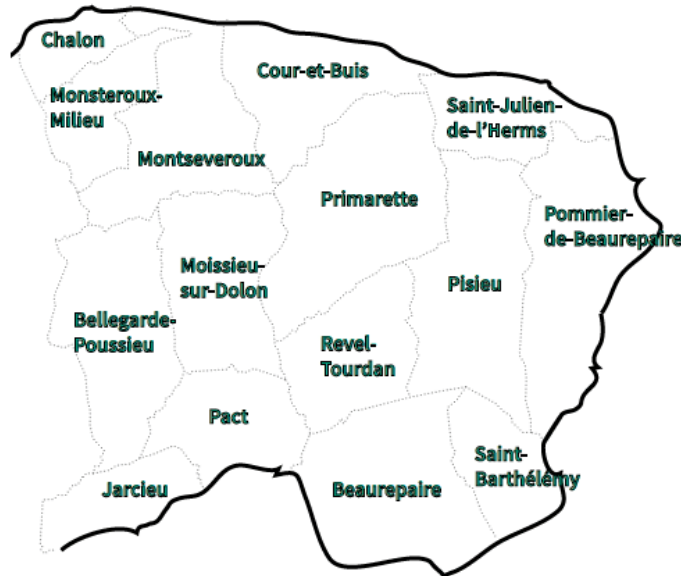 Chalon
Cour-et-Buis
Monsteroux-
Milieu
Saint-Julien-
de-l'Herms
Montseveroux
Primarette
Pommier-
de-Beaurepaire
Moissieu-
sur-Dolon
Pisieu
Bellegarde-
Poussieu
Revel-
Tourdan
Pact
Saint-
Barthélémy
Jarcieu
Beaurepaire